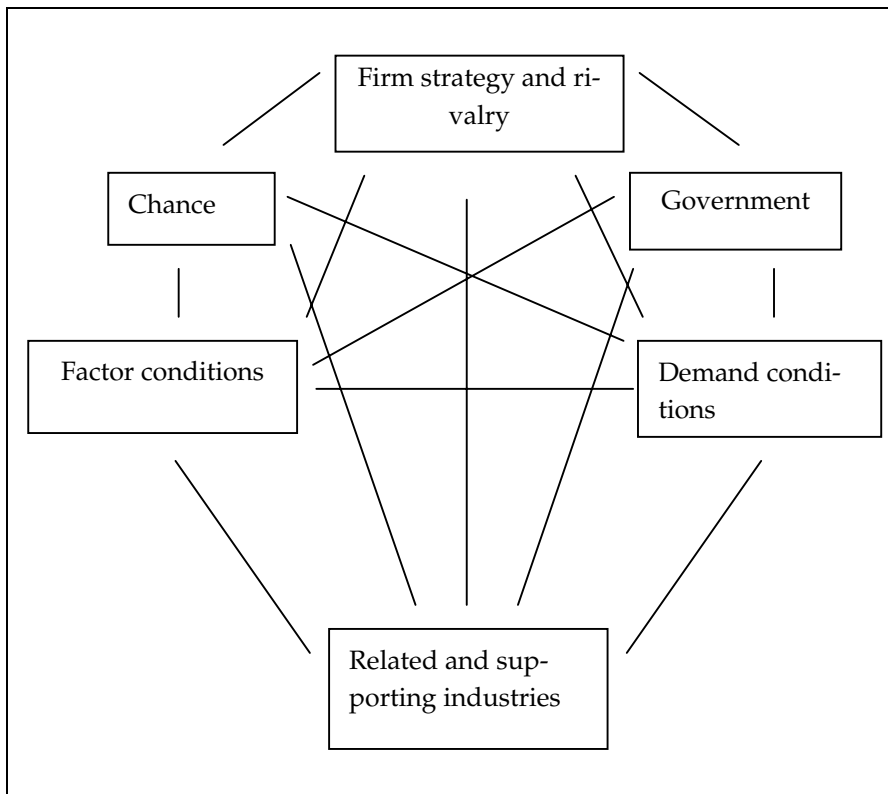 Firm strategy and ri-
valry
Chance
Government
Factor conditions
Demand condi-
tions
Related and sup-
porting industries